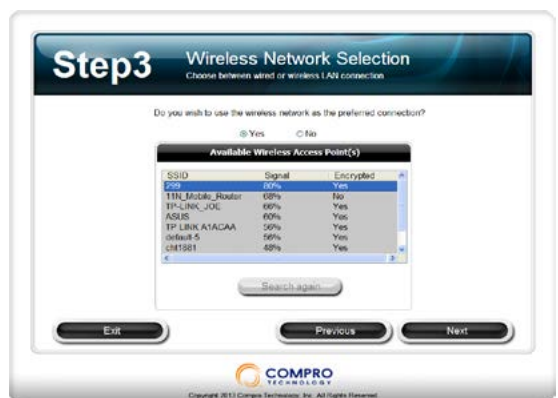 Step3
Wireless Network Selection
Choose between wired or wireless LAN connection
Do you wish to use the wireless network as the preferred connection?
Yes No
Available Wireless Access Point(s)
SSID Signal Encrypted
299 80% Yes
11N_Mobile_Router 68% No
TP-LINK_JOE 66% Yes
ASUS 60% Yes
TP-LINK A1ACAA 56% Yes
default-5 56% Yes
cht1881 48% Yes
Search again
Exit Previous Next
COMPRO
TECHNOLOGY
Copyright 2013 Compro Technology, Inc. All Rights Reserved.